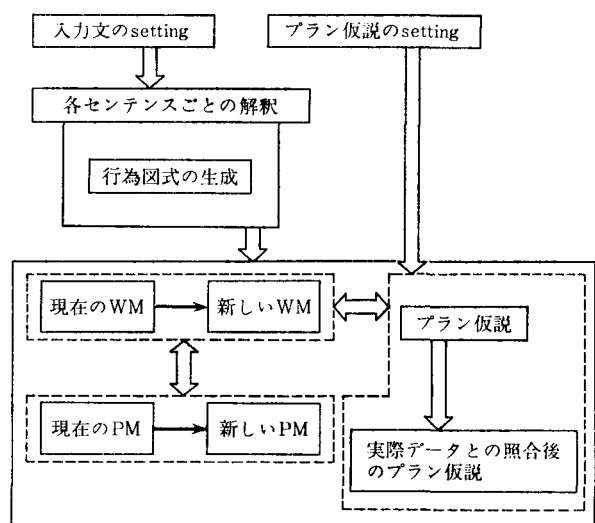 入力文のsetting
プラン仮説のsetting
各センテンスごとの解釈
行為図式の生成
現在のWM
新しいWM
プラン仮説
現在のPM
新しいPM
実際データとの照合後
のプラン仮説